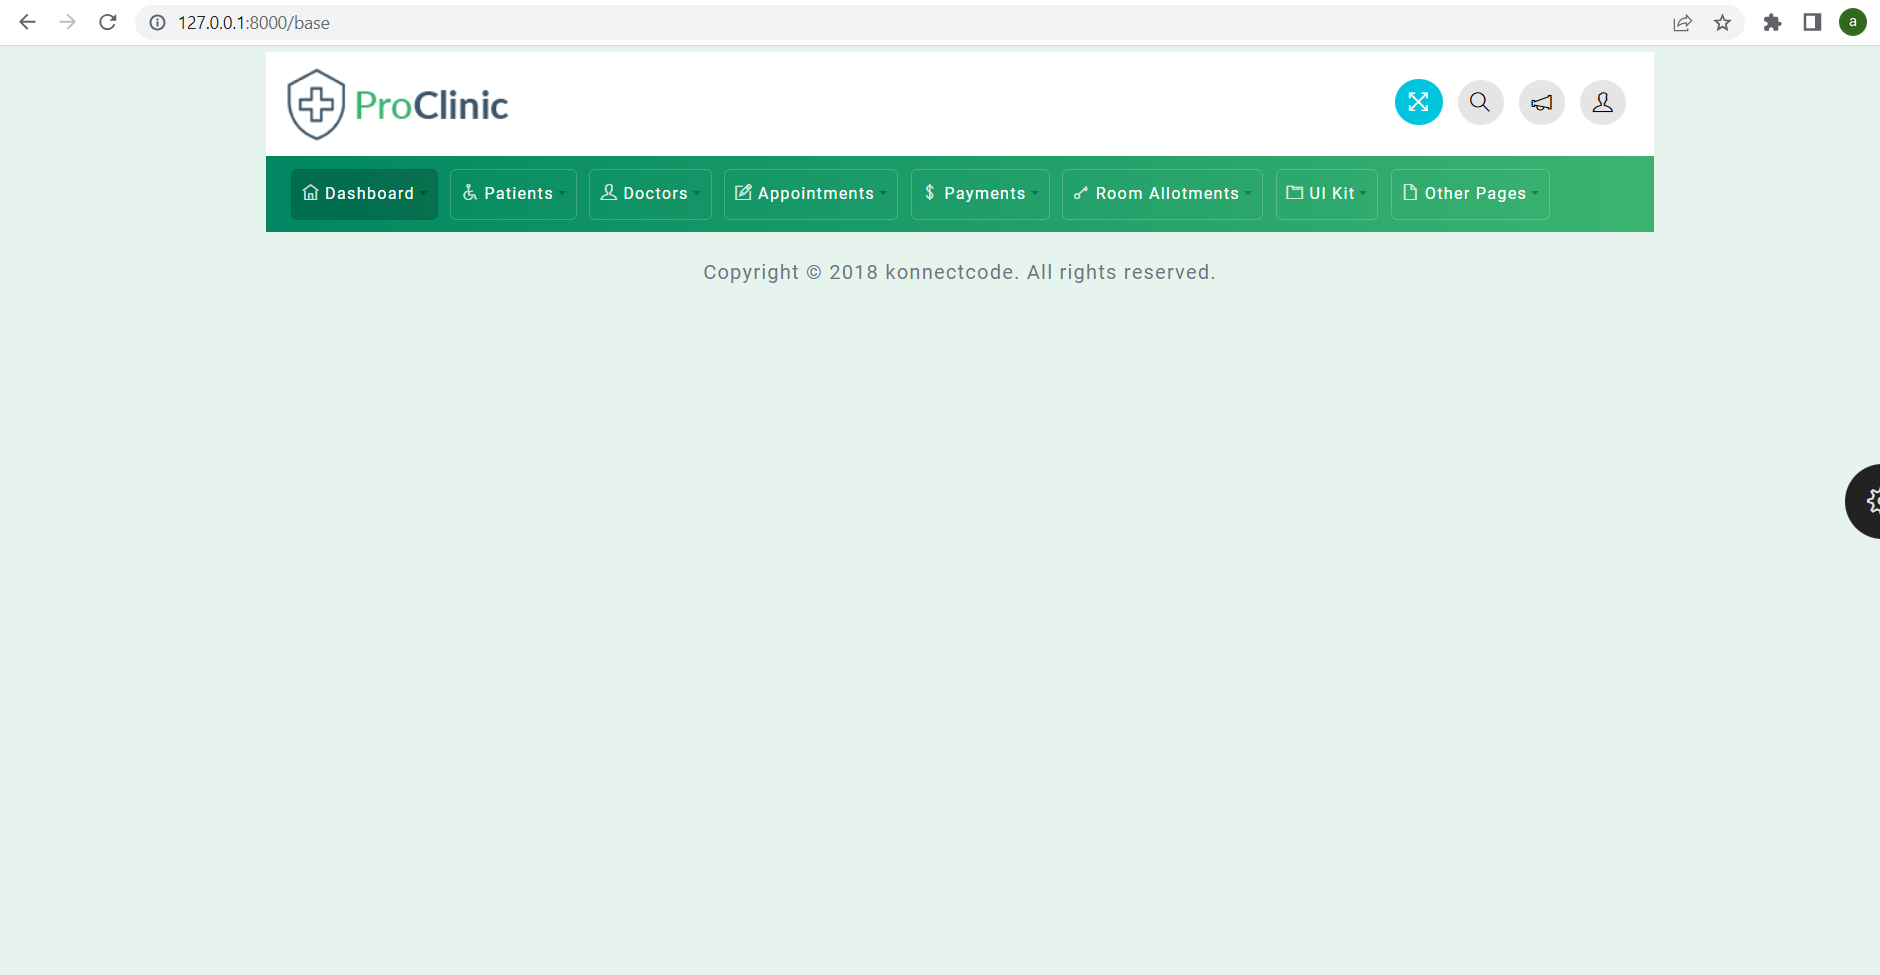 127.0.0.1:8000/base
a
ProClinic
Dashboard Patients Doctors Appointments $ Payments Room Allotments UI Kit Other Pages
Copyright © 2018 konnectcode. All rights reserved.